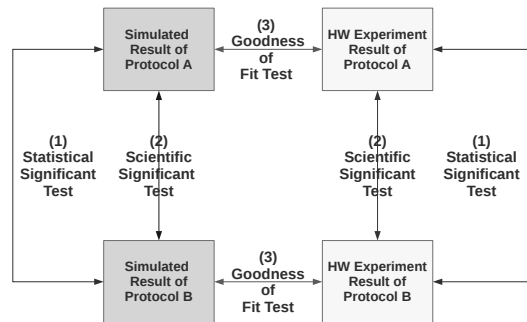 Simulated
Result of
Protocol A
(3)
Goodness
of
Fit Test
HW Experiment
Result of
Protocol A
(1)
Statistical
Significant
Test
(2)
Scientific
Significant
Test
(2)
Scientific
Significant
Test
(1)
Statistical
Significant
Test
Simulated
Result of
Protocol B
(3)
Goodness
of
Fit Test
HW Experiment
Result of
Protocol B